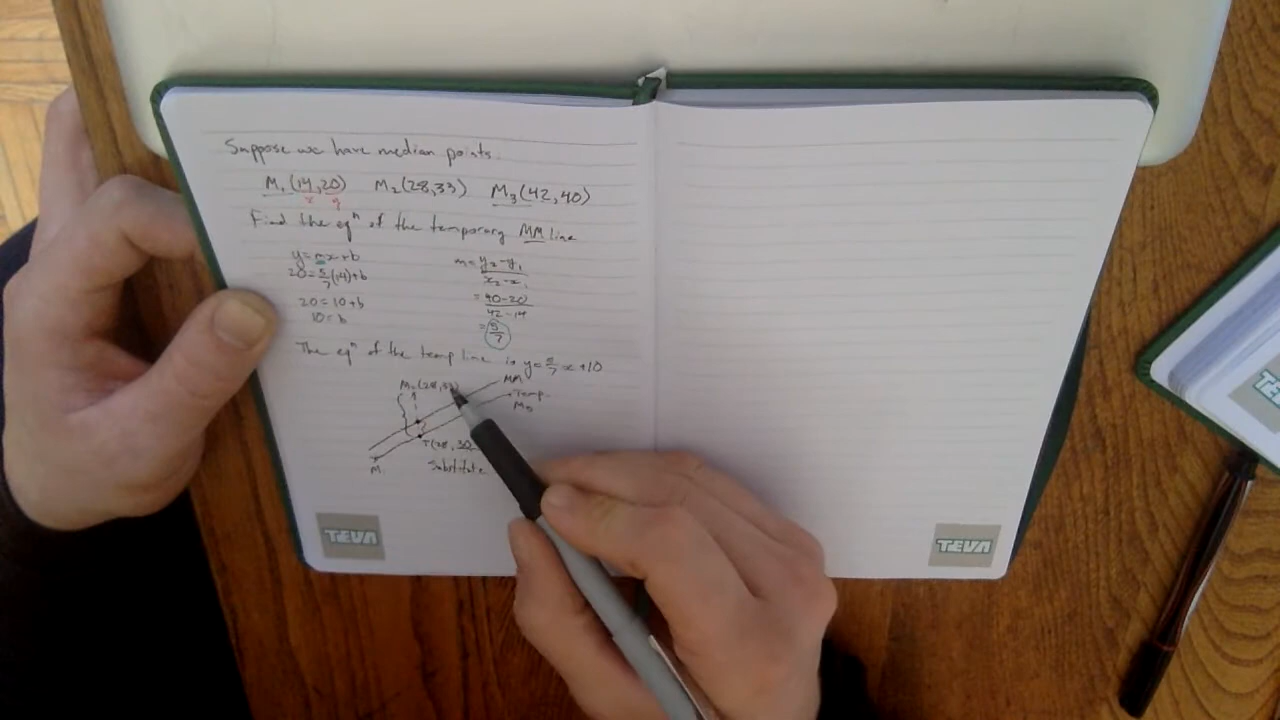 Suppose we have median points:
M₁(14,20) M₂(28,33) M₃(42,40)
x y
Find the eqⁿ of the temporary MM line
y=mx+b
20=5/7(14)+b
20=10+b
10=b
m=y₂-y₁/x₂-x₁
=40-20/42-14
=5/7
The eqⁿ of the temp line is y=5/7x+10
M₂(28,33)
MM
Temp.
M₃
T(28, 30
M₁
Substitute
TEVA
TEVA